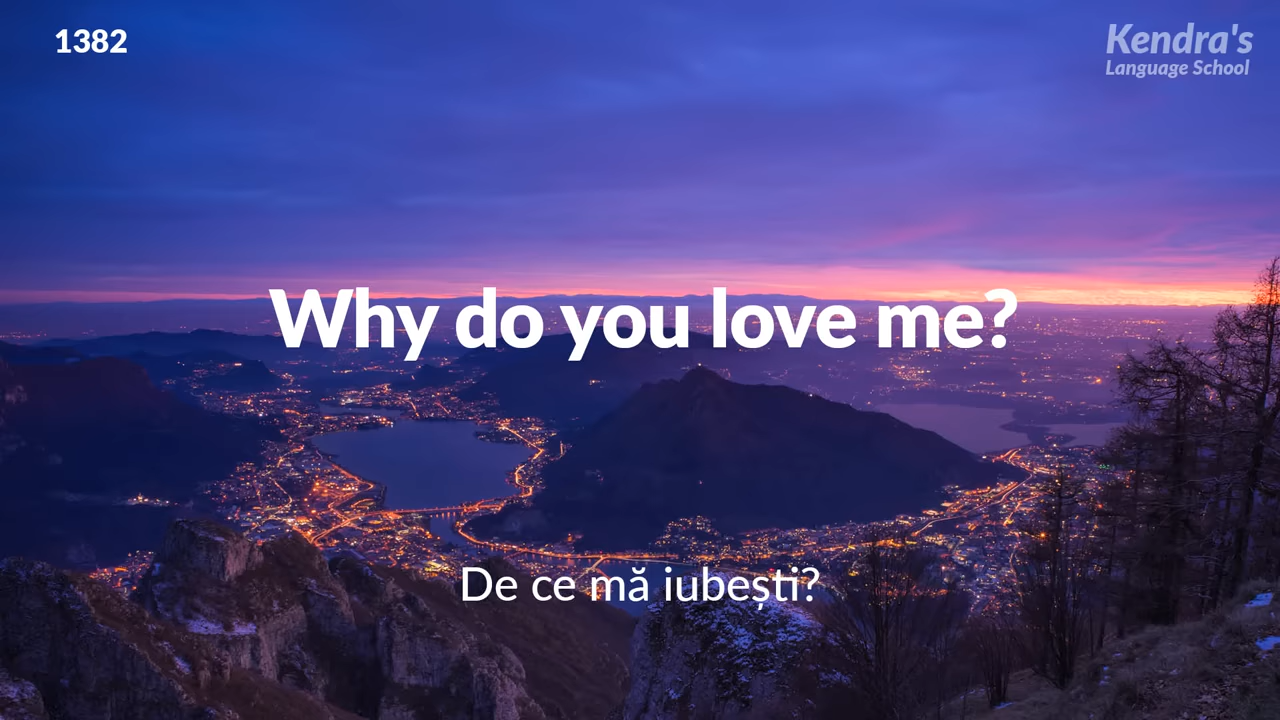 1382
Kendra's
Language School
Why do you love me?
De ce mă iubești?